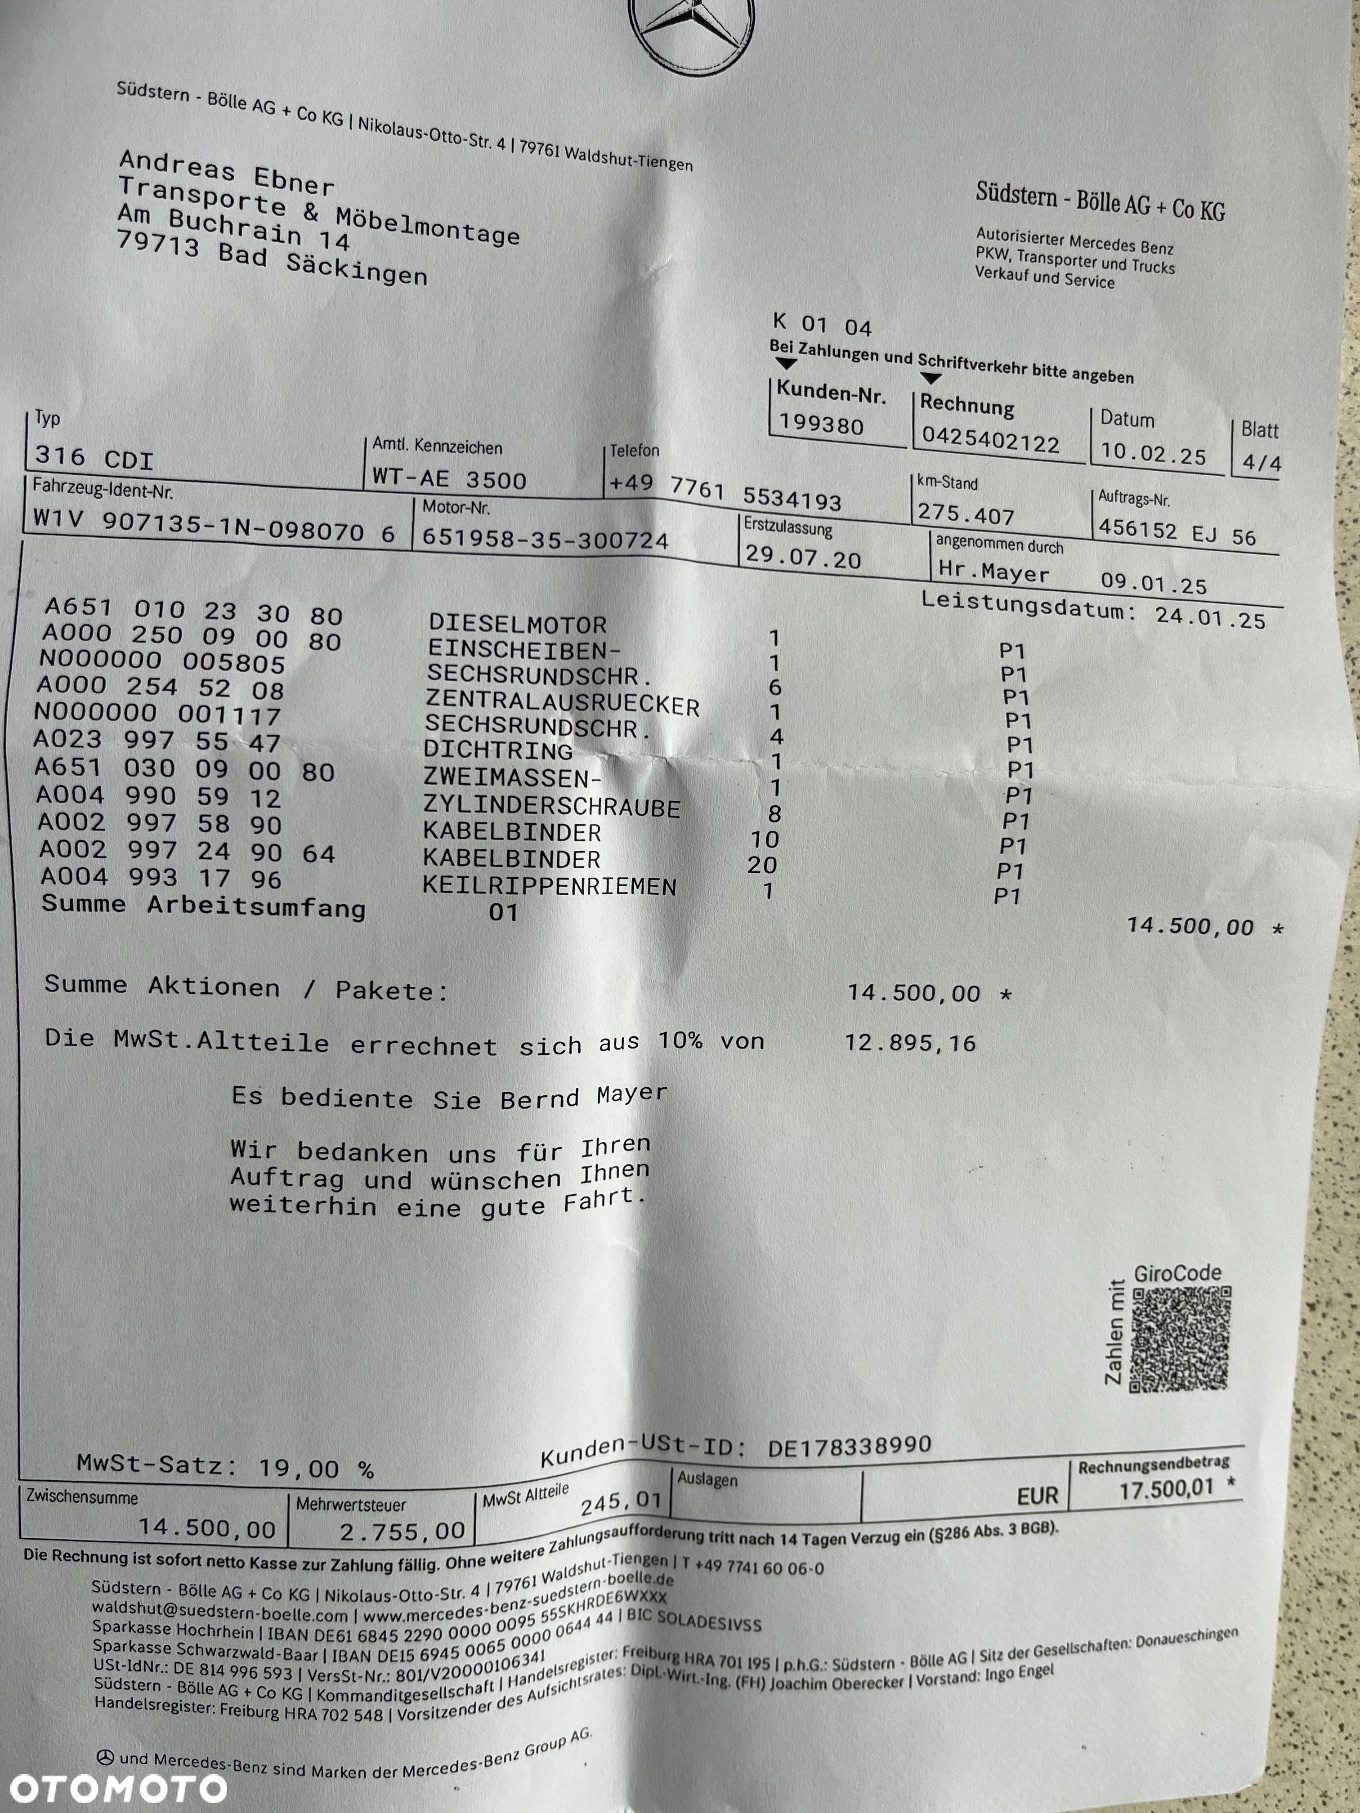 Südstern - Bölle AG + Co KG | Nikolaus-Otto-Str. 4 | 79761 Waldshut-Tiengen
Andreas Ebner
Transporte & Möbelmontage
Am Buchrain 14
79713 Bad Säckingen
Südstern - Bölle AG + Co KG
Autorisierter Mercedes Benz
PKW, Transporter und Trucks
Verkauf und Service
K 01 04
Bei Zahlungen und Schriftverkehr bitte angeben
Kunden-Nr. Rechnung Datum Blatt
199380 0425402122 10.02.25 4/4
Typ Amtl. Kennzeichen Telefon km-Stand Auftrags-Nr.
316 CDI WT-AE 3500 +49 7761 5534193 275.407 456152 EJ 56
Fahrzeug-Ident-Nr. Motor-Nr. Erstzulassung angenommen durch
W1V 907135-1N-098070 6 651958-35-300724 29.07.20 Hr.Mayer 09.01.25
Leistungsdatum: 24.01.25
A651 010 23 30 80 DIESELMOTOR 1 P1
A000 250 09 00 80 EINSCHEIBEN- 1 P1
N000000 005805 SECHSRUNDSCHR. 6 P1
A000 254 52 08 ZENTRALAUSRUECKER 1 P1
N000000 001117 SECHSRUNDSCHR. 4 P1
A023 997 55 47 DICHTRING 1 P1
A651 030 09 00 80 ZWEIMASSEN- 1 P1
A004 990 59 12 ZYLINDERSCHRAUBE 8 P1
A002 997 58 90 KABELBINDER 10 P1
A002 997 24 90 64 KABELBINDER 20 P1
A004 993 17 96 KEILRIPPENRIEMEN 1 P1
Summe Arbeitsumfang 01 14.500,00 *
Summe Aktionen / Pakete: 14.500,00 *
Die MwSt.Altteile errechnet sich aus 10% von 12.895,16
Es bediente Sie Bernd Mayer
Wir bedanken uns für Ihren
Auftrag und wünschen Ihnen
weiterhin eine gute Fahrt.
GiroCode
Zahlen mit
MwSt-Satz: 19,00 % Kunden-USt-ID: DE178338990
Zwischensumme Mehrwertsteuer MwSt Altteile Auslagen Rechnungsendbetrag
14.500,00 2.755,00 245,01 EUR 17.500,01 *
Die Rechnung ist sofort netto Kasse zur Zahlung fällig. Ohne weitere Zahlungsaufforderung tritt nach 14 Tagen Verzug ein (§286 Abs. 3 BGB).
Südstern - Bölle AG + Co KG | Nikolaus-Otto-Str. 4 | 79761 Waldshut-Tiengen | T +49 7741 60 06-0
waldshut@suedstern-boelle.com | www.mercedes-benz-suedstern-boelle.de
Sparkasse Hochrhein | IBAN DE61 6845 2290 0000 0095 55SKHRDE6WXXX
Sparkasse Schwarzwald-Baar | IBAN DE15 6945 0065 0000 0644 44 | BIC SOLADES1VSS
USt-IdNr.: DE 814 996 593 | VersSt-Nr.: 801/V20000106341
Südstern - Bölle AG + Co KG | Kommanditgesellschaft | Handelsregister: Freiburg HRA 701 195 | p.h.G.: Südstern - Bölle AG | Sitz der Gesellschaften: Donaueschingen
Handelsregister: Freiburg HRA 702 548 | Vorsitzender des Aufsichtsrates: Dipl.-Wirt.-Ing. (FH) Joachim Oberecker | Vorstand: Ingo Engel
und Mercedes-Benz sind Marken der Mercedes-Benz Group AG.
OTOMOTO